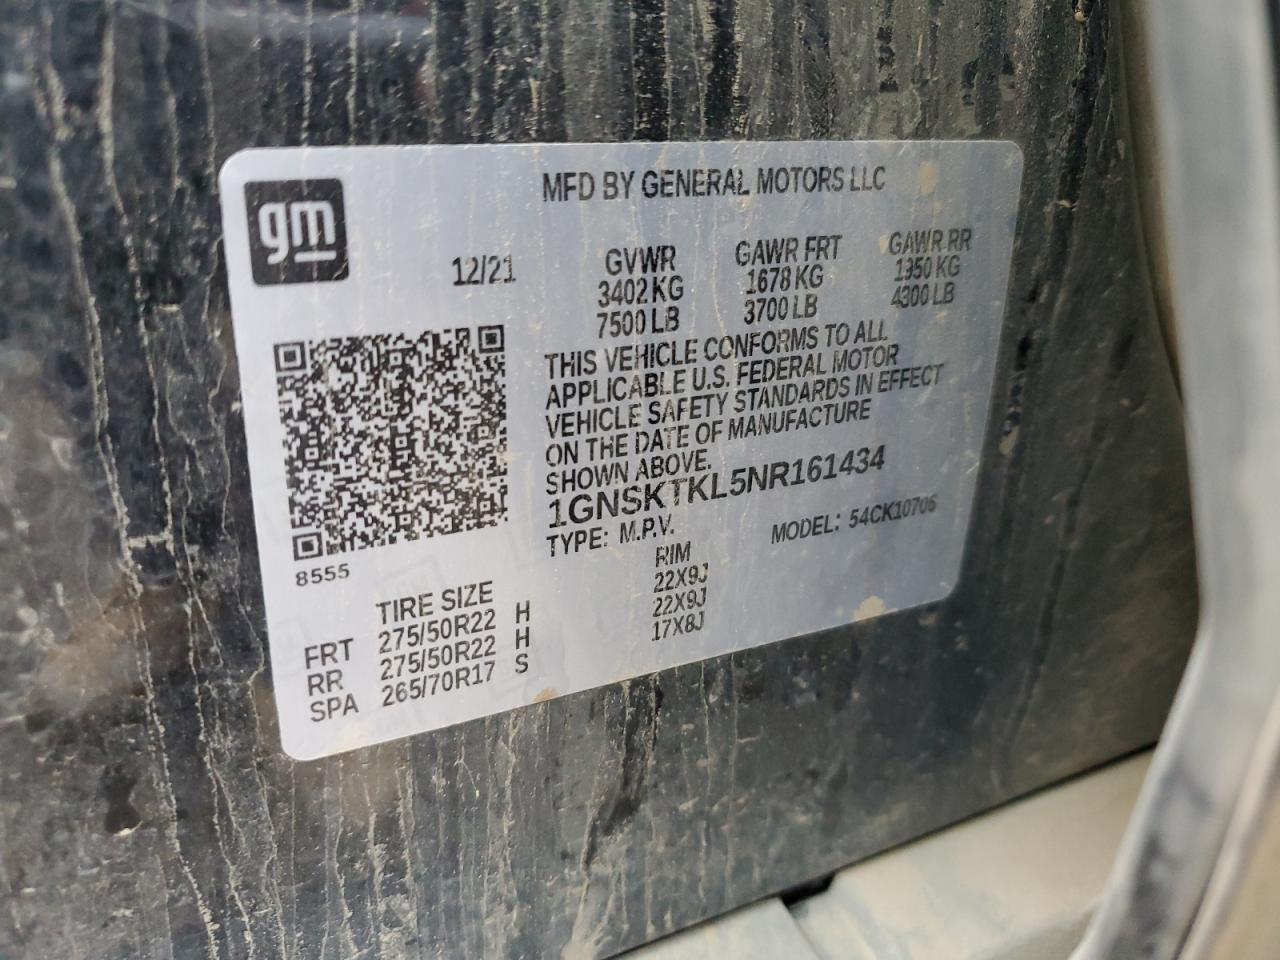 gm
MFD BY GENERAL MOTORS LLC
12/21
GVWR GAWR FRT GAWR RR
3402 KG 1678 KG 1950 KG
7500 LB 3700 LB 4300 LB
THIS VEHICLE CONFORMS TO ALL
APPLICABLE U.S. FEDERAL MOTOR
VEHICLE SAFETY STANDARDS IN EFFECT
ON THE DATE OF MANUFACTURE
SHOWN ABOVE.
1GNSKTKL5NR161434
TYPE: M.P.V. MODEL: 54CK10706
8555
TIRE SIZE RIM
FRT 275/50R22 H 22X9J
RR 275/50R22 H 22X9J
SPA 265/70R17 S 17X8J